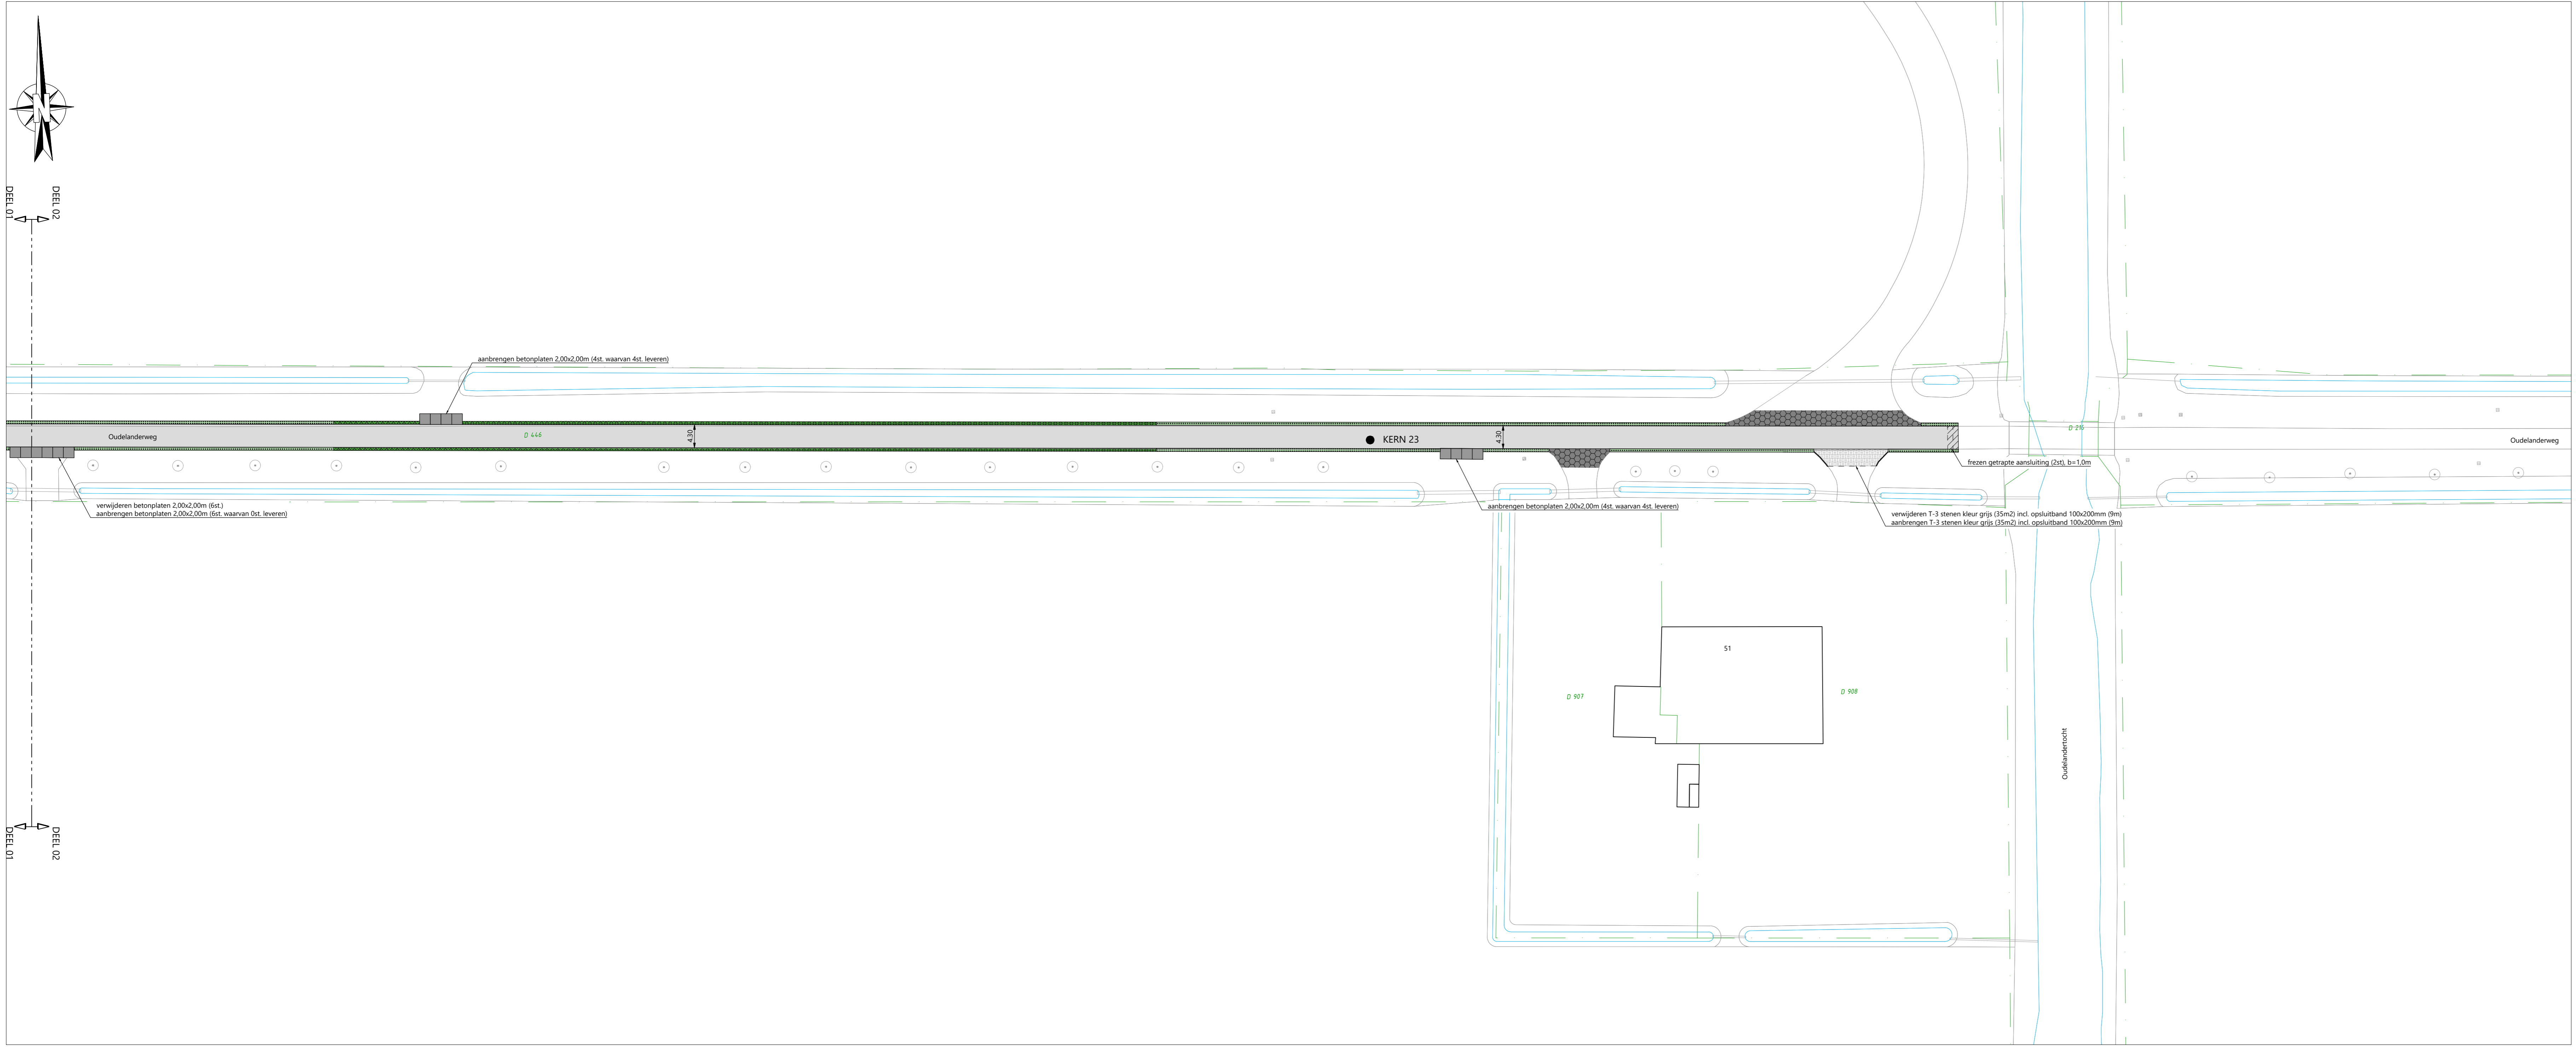 N
DEEL 01
DEEL 02
aanbrengen betonplaten 2,00x2,00m (4st. waarvan 4st. leveren)
Oudelanderweg
D 446
4.30
KERN 23
4.30
D 216
Oudelanderweg
frezen getrapte aansluiting (2st), b=1,0m
verwijderen betonplaten 2,00x2,00m (6st.)
aanbrengen betonplaten 2,00x2,00m (6st. waarvan 0st. leveren)
aanbrengen betonplaten 2,00x2,00m (4st. waarvan 4st. leveren)
verwijderen T-3 stenen kleur grijs (35m2) incl. opsluitband 100x200mm (9m)
aanbrengen T-3 stenen kleur grijs (35m2) incl. opsluitband 100x200mm (9m)
51
D 907
D 908
Oudelandertocht
DEEL 01
DEEL 02